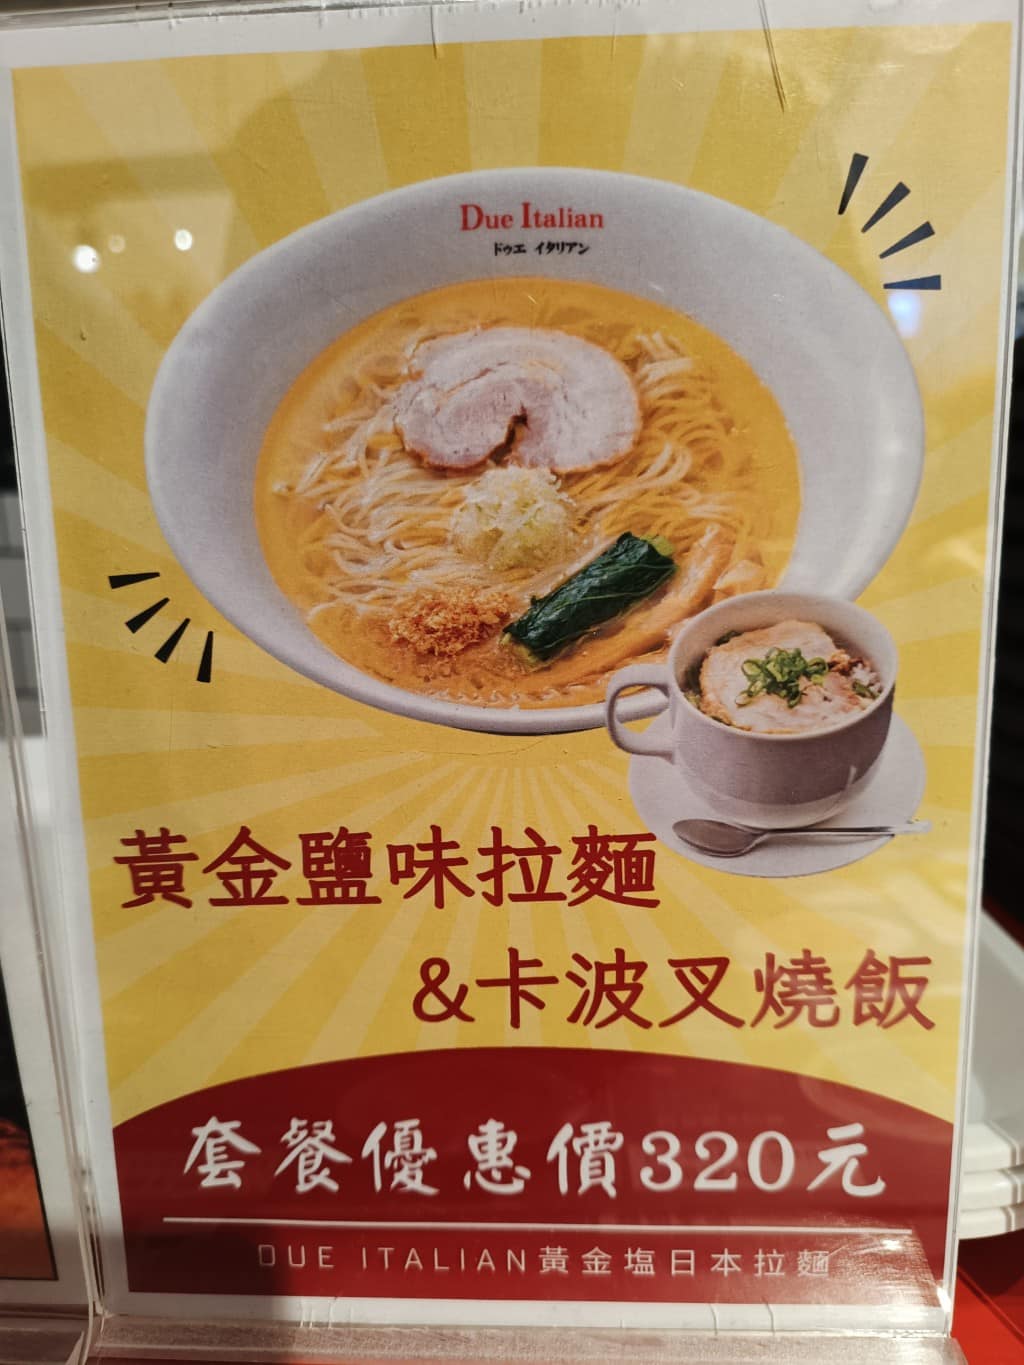 Due Italian
ドゥエ イタリアン
黃金鹽味拉麵
&卡波叉燒飯
套餐優惠價320元
DUE ITALIAN黃金塩日本拉麵